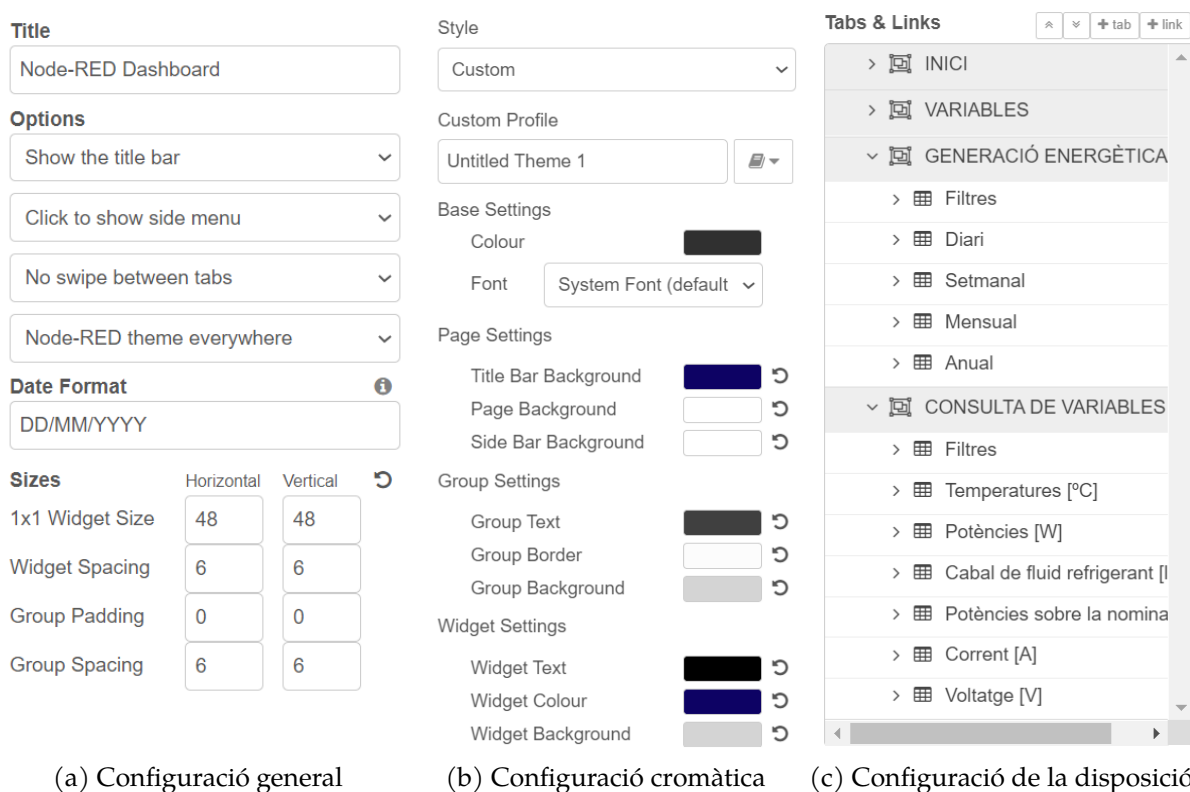 Title
Node-RED Dashboard
Options
Show the title bar
Click to show side menu
No swipe between tabs
Node-RED theme everywhere
Date Format
DD/MM/YYYY
Sizes Horizontal Vertical
1x1 Widget Size 48 48
Widget Spacing 6 6
Group Padding 0 0
Group Spacing 6 6
(a) Configuració general
Style
Custom
Custom Profile
Untitled Theme 1
Base Settings
Colour
Font System Font (default
Page Settings
Title Bar Background
Page Background
Side Bar Background
Group Settings
Group Text
Group Border
Group Background
Widget Settings
Widget Text
Widget Colour
Widget Background
(b) Configuració cromàtica
Tabs & Links + tab + link
INICI
VARIABLES
GENERACIÓ ENERGÈTICA
Filtres
Diari
Setmanal
Mensual
Anual
CONSULTA DE VARIABLES
Filtres
Temperatures [ºC]
Potències [W]
Cabal de fluid refrigerant [l
Potències sobre la nomina
Corrent [A]
Voltatge [V]
(c) Configuració de la disposició